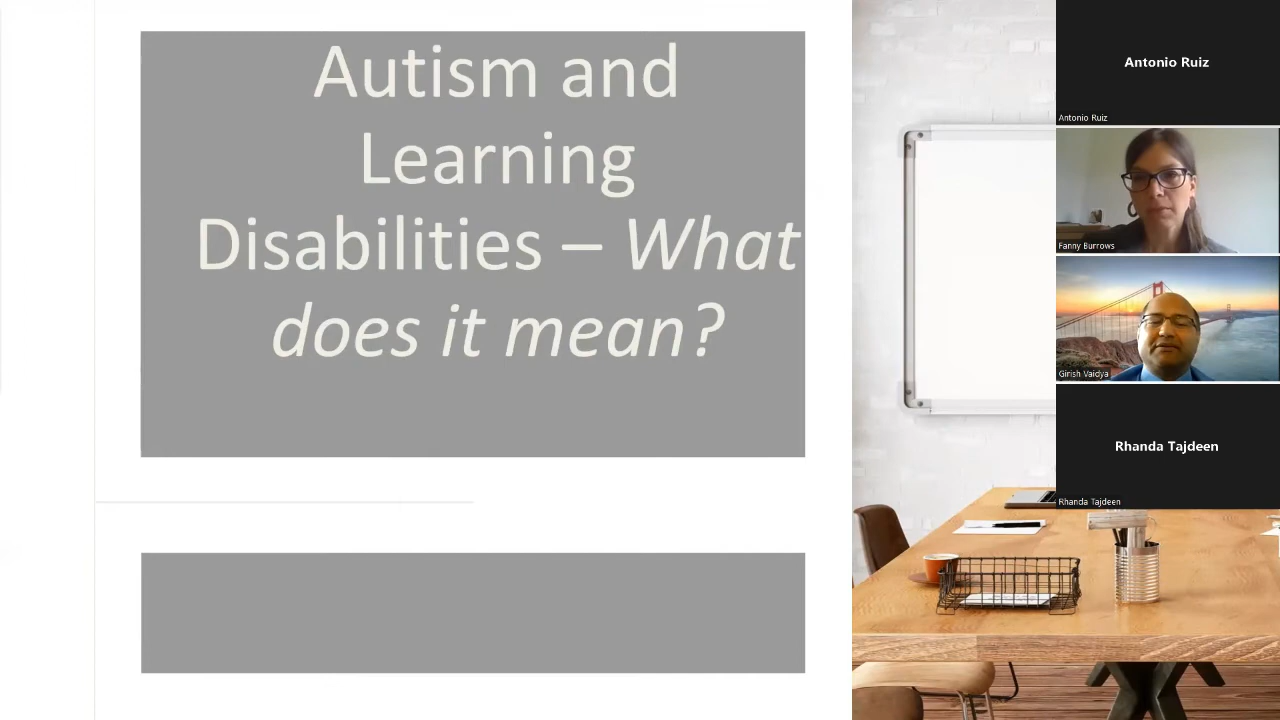 Autism and
Learning
Disabilities – What
does it mean?
Antonio Ruiz
Antonio Ruiz
Fanny Burrows
Girish Vaidya
Rhanda Tajdeen
Rhanda Tajdeen